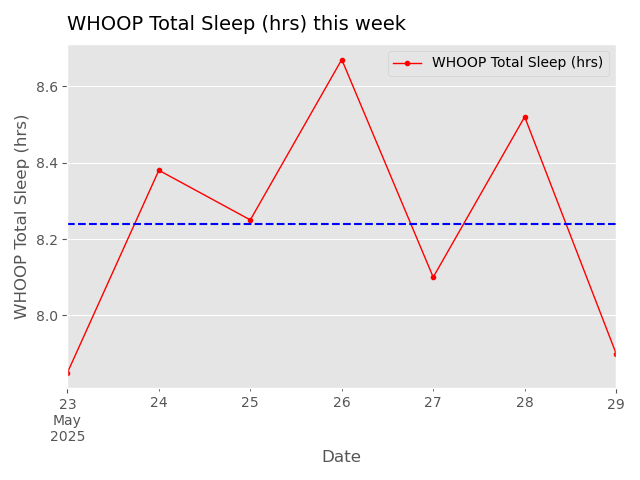 WHOOP Total Sleep (hrs) this week
WHOOP Total Sleep (hrs)
WHOOP Total Sleep (hrs)
8.6
8.4
8.2
8.0
23 24 25 26 27 28 29
May
2025
Date